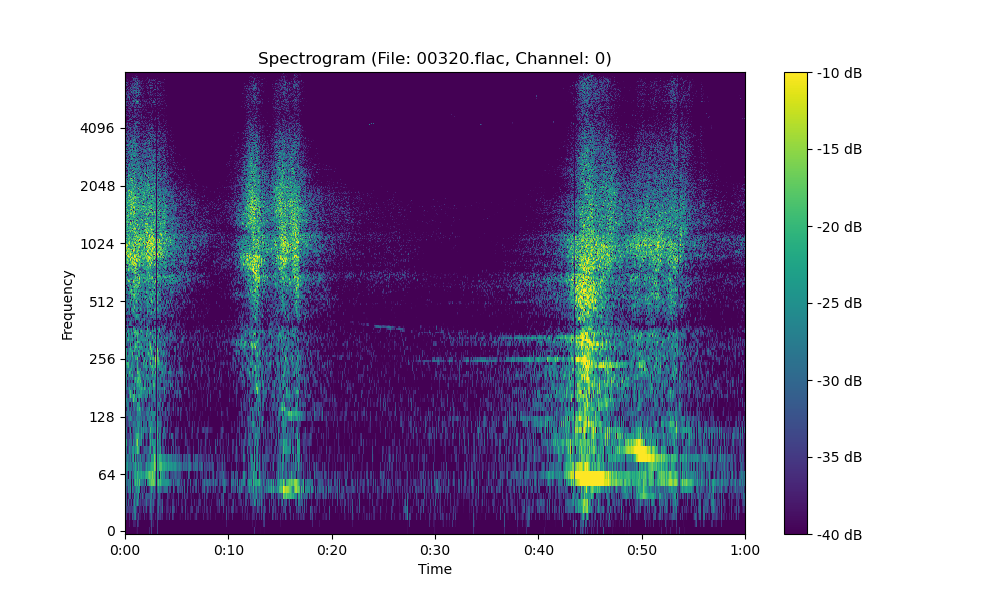 Spectrogram (File: 00320.flac, Channel: 0)
Frequency
4096
2048
1024
512
256
128
64
0
0:00 0:10 0:20 0:30 0:40 0:50 1:00
Time
-10 dB
-15 dB
-20 dB
-25 dB
-30 dB
-35 dB
-40 dB